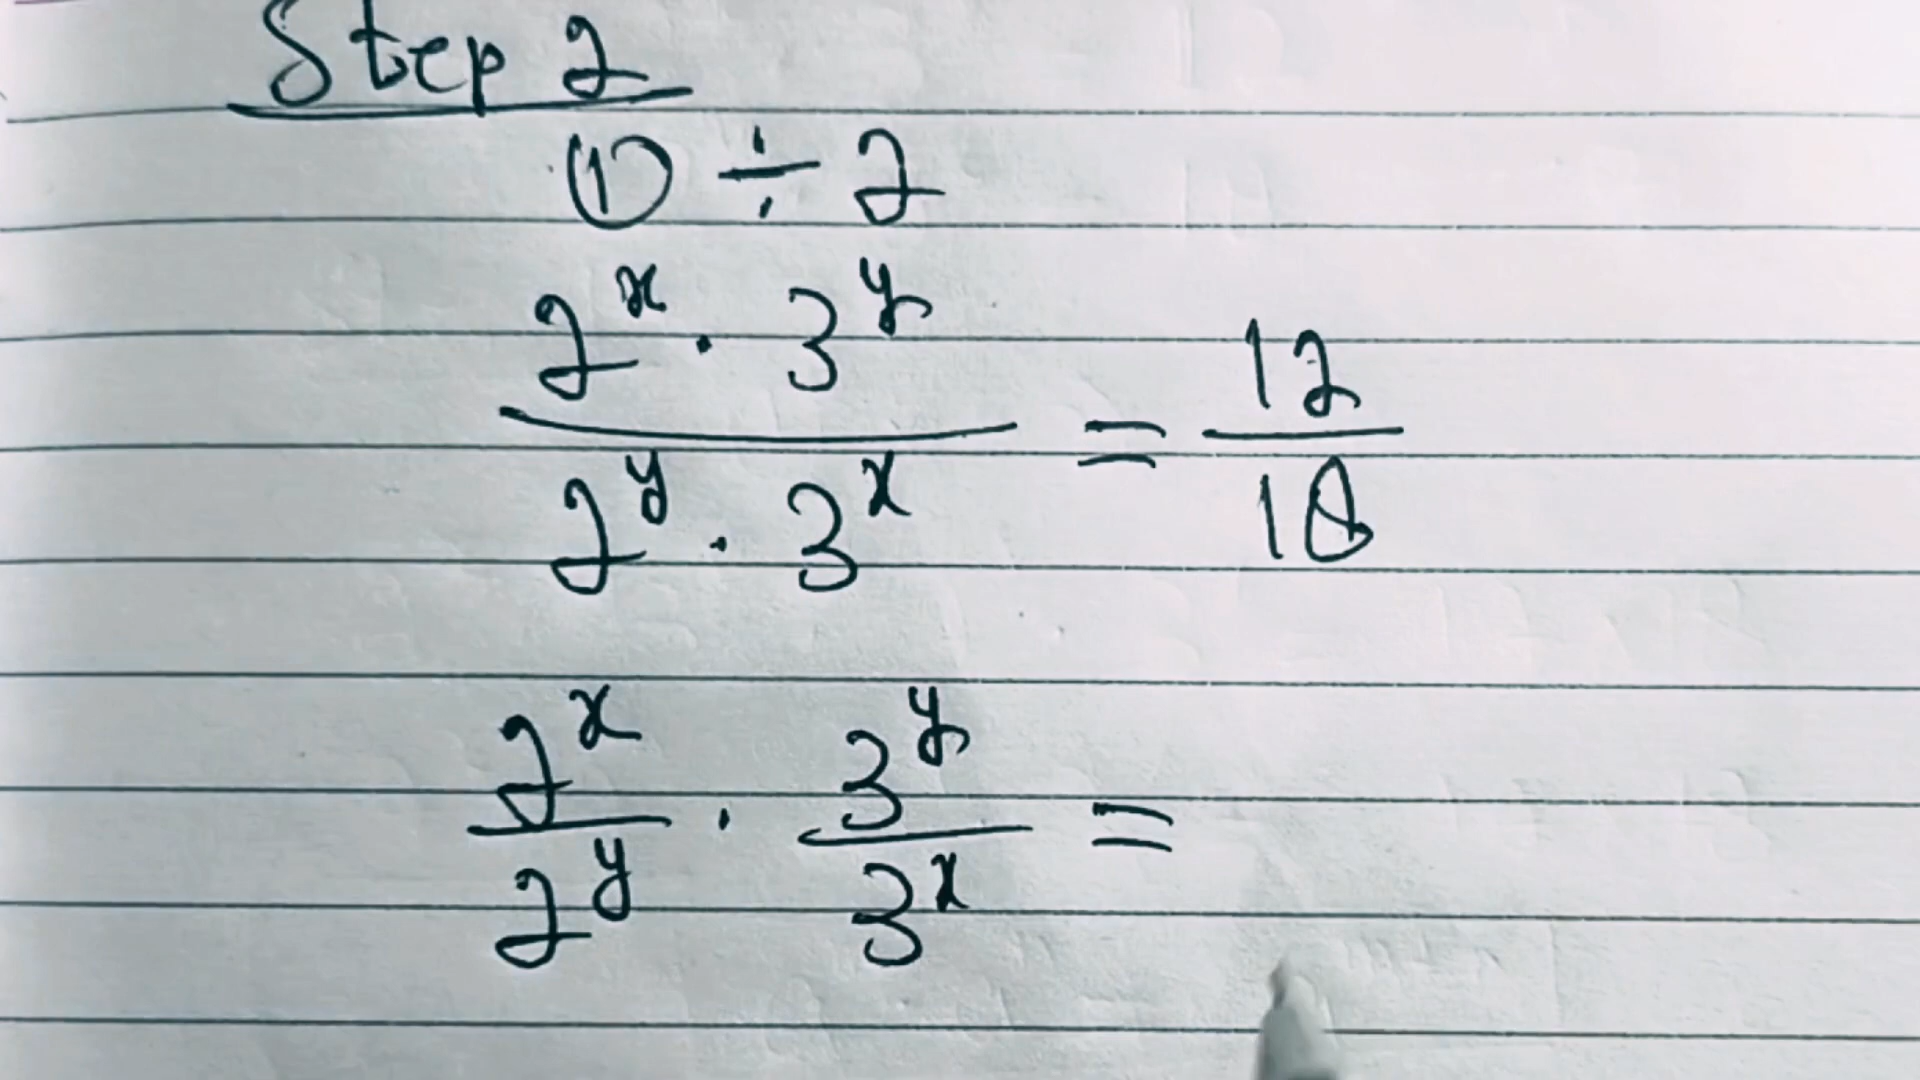 Step 2
① ÷ 2
2^x · 3^y / 2^y · 3^x = 12 / 18
2^x / 2^y · 3^y / 3^x =